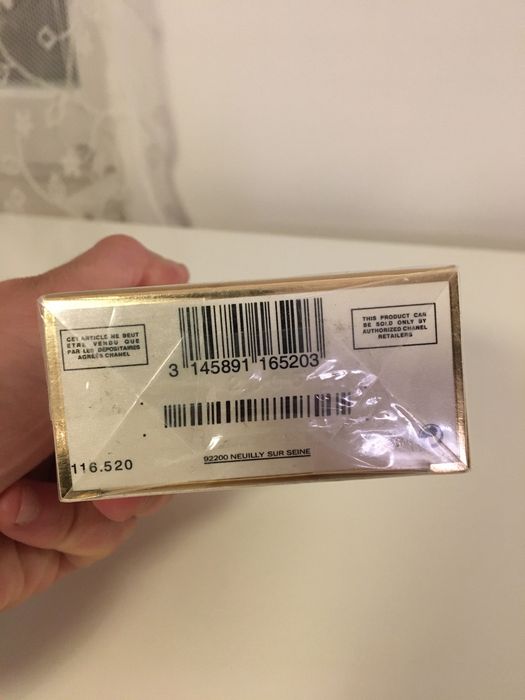 CET ARTICLE NE PEUT
ETRE VENDU QUE
PAR LES DEPOSITAIRES
AGREES CHANEL
THIS PRODUCT CAN
BE SOLD ONLY BY
AUTHORIZED CHANEL
RETAILERS
3 145891 165203
92200 NEUILLY SUR SEINE
116.520